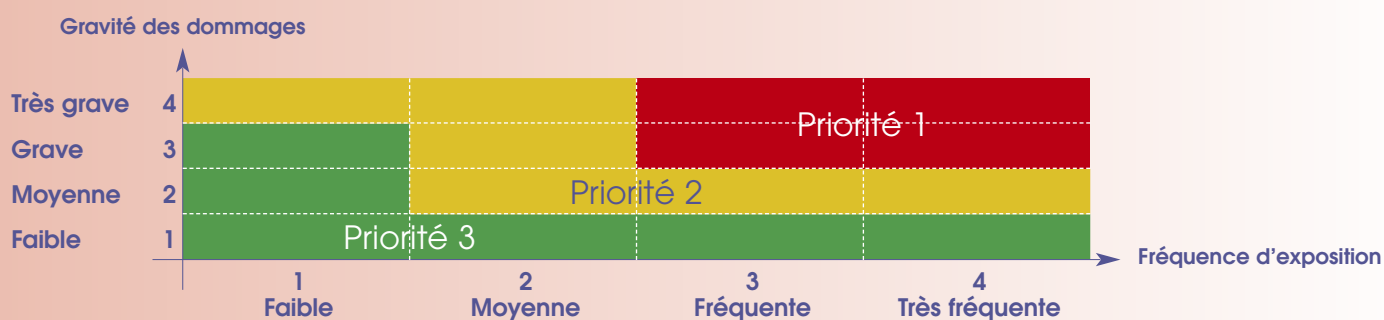 Gravité des dommages
Très grave 4
Priorité 1
Grave 3
Moyenne 2
Priorité 2
Faible 1
Priorité 3
Fréquence d’exposition
1 2 3 4
Faible Moyenne Fréquente Très fréquente